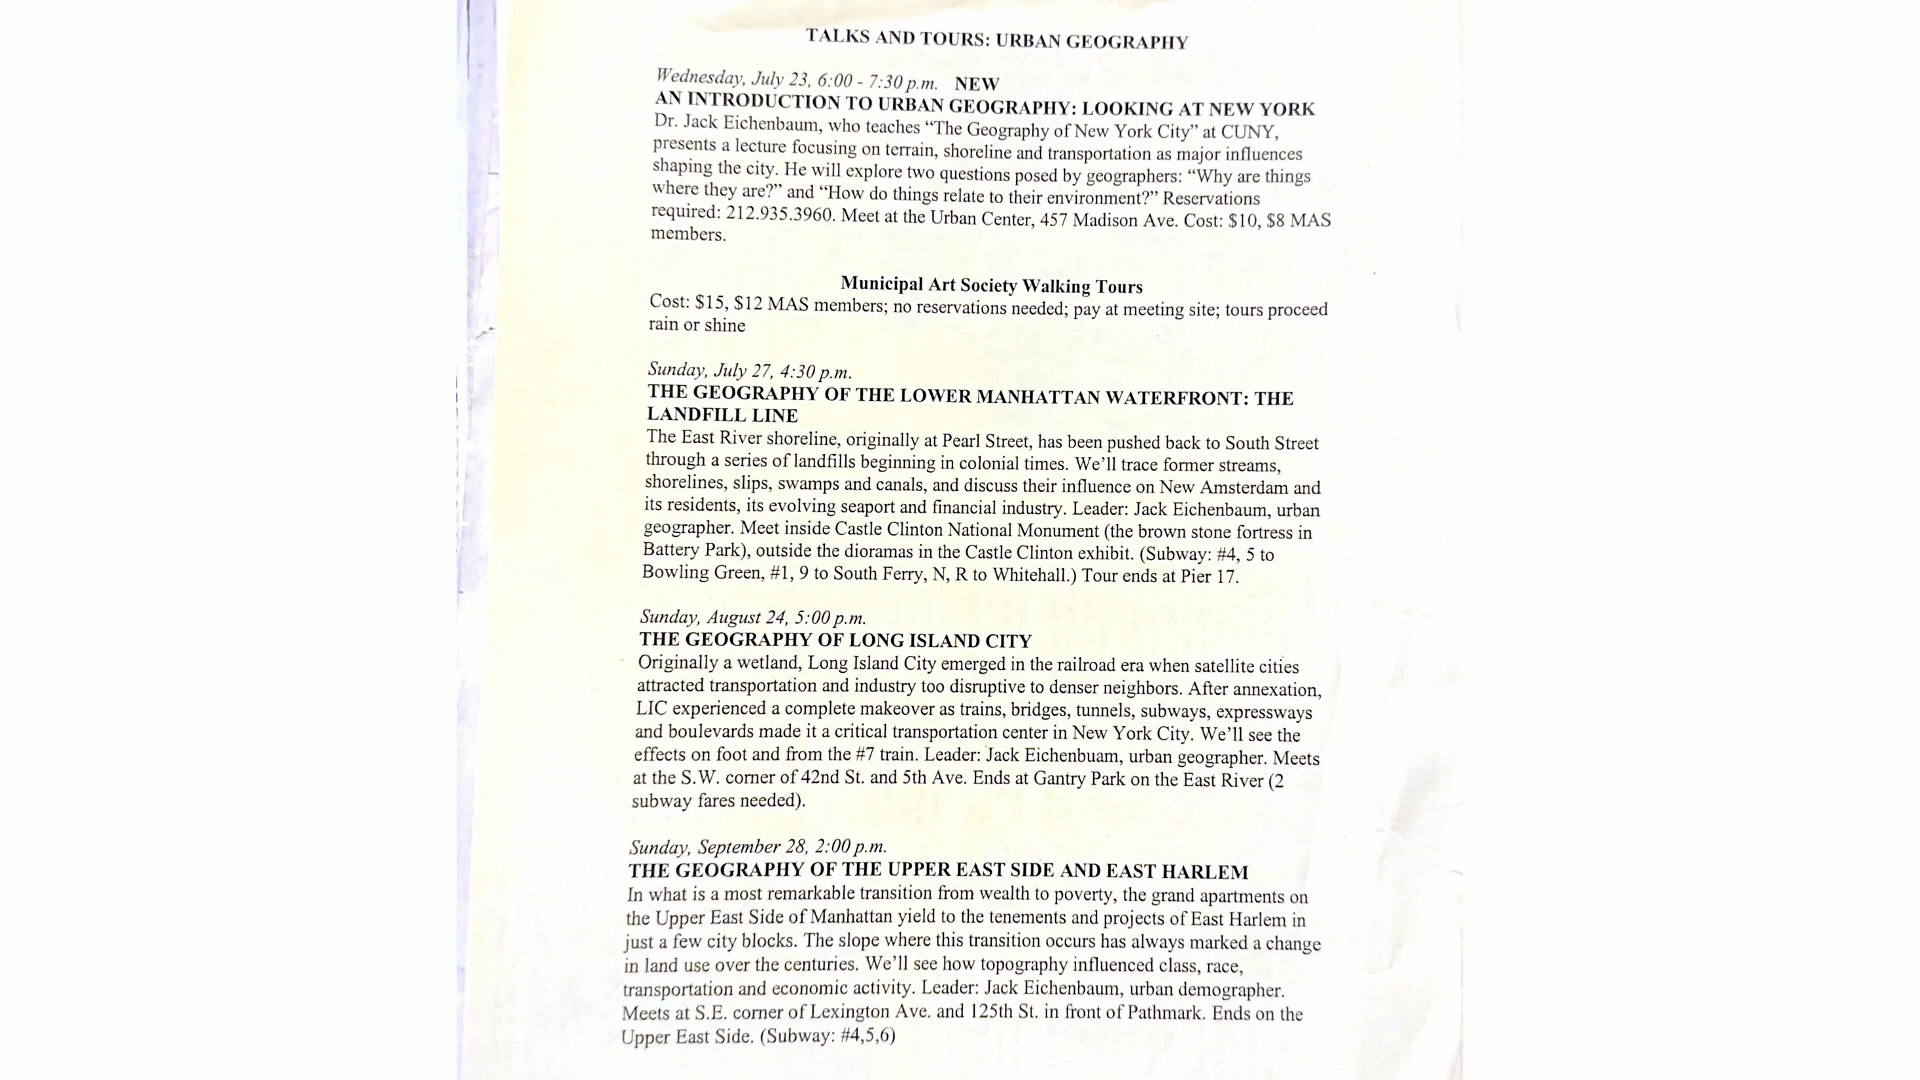 TALKS AND TOURS: URBAN GEOGRAPHY
Wednesday, July 23, 6:00 - 7:30 p.m. NEW
AN INTRODUCTION TO URBAN GEOGRAPHY: LOOKING AT NEW YORK
Dr. Jack Eichenbaum, who teaches “The Geography of New York City” at CUNY,
presents a lecture focusing on terrain, shoreline and transportation as major influences
shaping the city. He will explore two questions posed by geographers: “Why are things
where they are?” and “How do things relate to their environment?” Reservations
required: 212.935.3960. Meet at the Urban Center, 457 Madison Ave. Cost: $10, $8 MAS
members.
Municipal Art Society Walking Tours
Cost: $15, $12 MAS members; no reservations needed; pay at meeting site; tours proceed
rain or shine
Sunday, July 27, 4:30 p.m.
THE GEOGRAPHY OF THE LOWER MANHATTAN WATERFRONT: THE
LANDFILL LINE
The East River shoreline, originally at Pearl Street, has been pushed back to South Street
through a series of landfills beginning in colonial times. We’ll trace former streams,
shorelines, slips, swamps and canals, and discuss their influence on New Amsterdam and
its residents, its evolving seaport and financial industry. Leader: Jack Eichenbaum, urban
geographer. Meet inside Castle Clinton National Monument (the brown stone fortress in
Battery Park), outside the dioramas in the Castle Clinton exhibit. (Subway: #4, 5 to
Bowling Green, #1, 9 to South Ferry, N, R to Whitehall.) Tour ends at Pier 17.
Sunday, August 24, 5:00 p.m.
THE GEOGRAPHY OF LONG ISLAND CITY
Originally a wetland, Long Island City emerged in the railroad era when satellite cities
attracted transportation and industry too disruptive to denser neighbors. After annexation,
LIC experienced a complete makeover as trains, bridges, tunnels, subways, expressways
and boulevards made it a critical transportation center in New York City. We’ll see the
effects on foot and from the #7 train. Leader: Jack Eichenbuam, urban geographer. Meets
at the S.W. corner of 42nd St. and 5th Ave. Ends at Gantry Park on the East River (2
subway fares needed).
Sunday, September 28, 2:00 p.m.
THE GEOGRAPHY OF THE UPPER EAST SIDE AND EAST HARLEM
In what is a most remarkable transition from wealth to poverty, the grand apartments on
the Upper East Side of Manhattan yield to the tenements and projects of East Harlem in
just a few city blocks. The slope where this transition occurs has always marked a change
in land use over the centuries. We’ll see how topography influenced class, race,
transportation and economic activity. Leader: Jack Eichenbaum, urban demographer.
Meets at S.E. corner of Lexington Ave. and 125th St. in front of Pathmark. Ends on the
Upper East Side. (Subway: #4,5,6)